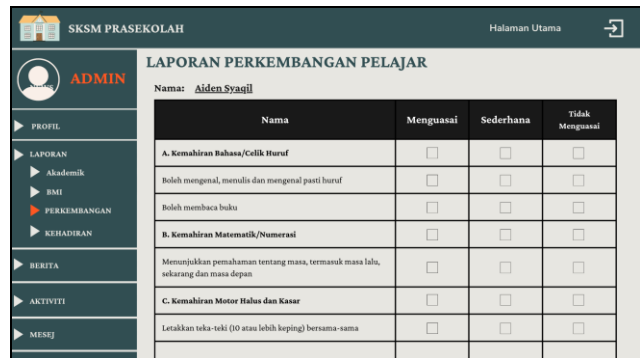 SKSM PRASEKOLAH
Halaman Utama
ADMIN
PROFIL
LAPORAN
Akademik
BMI
PERKEMBANGAN
KEHADIRAN
BERITA
AKTIVITI
MESEJ
LAPORAN PERKEMBANGAN PELAJAR
Nama: Aiden Syaqil
Nama Menguasai Sederhana Tidak
Menguasai
A. Kemahiran Bahasa/Celik Huruf
Boleh mengenal, menulis dan mengenal pasti huruf
Boleh membaca buku
B. Kemahiran Matematik/Numerasi
Menunjukkan pemahaman tentang masa, termasuk masa lalu,
sekarang dan masa depan
C. Kemahiran Motor Halus dan Kasar
Letakkan teka-teki (10 atau lebih keping) bersama-sama